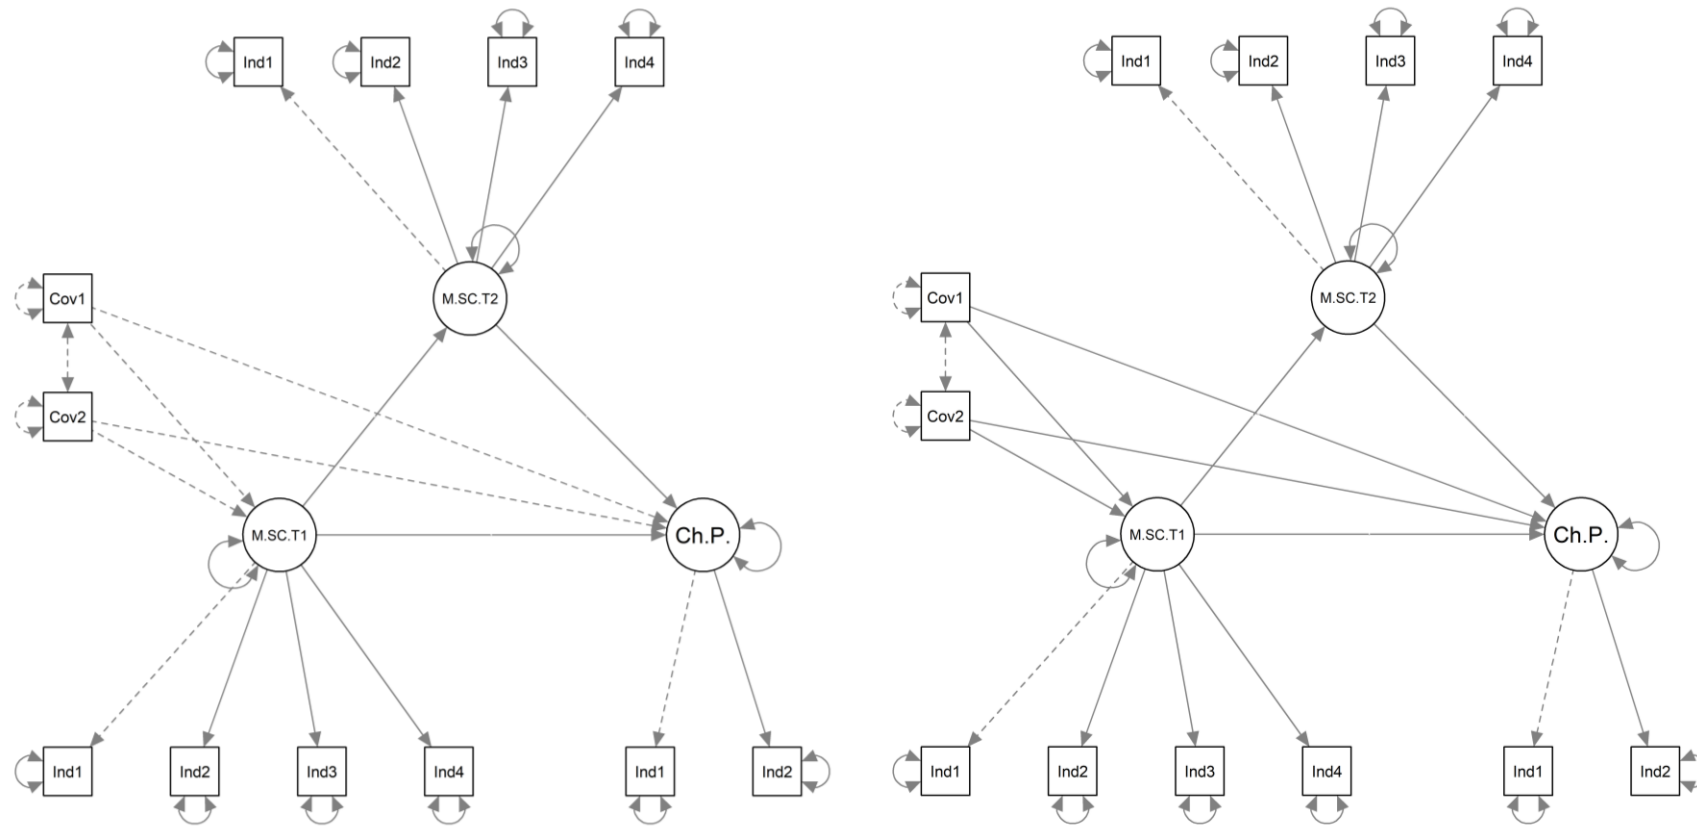 Ind1 Ind2 Ind3 Ind4
Cov1
M.SC.T2
Cov2
M.SC.T1
Ch.P.
Ind1 Ind2 Ind3 Ind4 Ind1 Ind2
Ind1 Ind2 Ind3 Ind4
Cov1
M.SC.T2
Cov2
M.SC.T1
Ch.P.
Ind1 Ind2 Ind3 Ind4 Ind1 Ind2